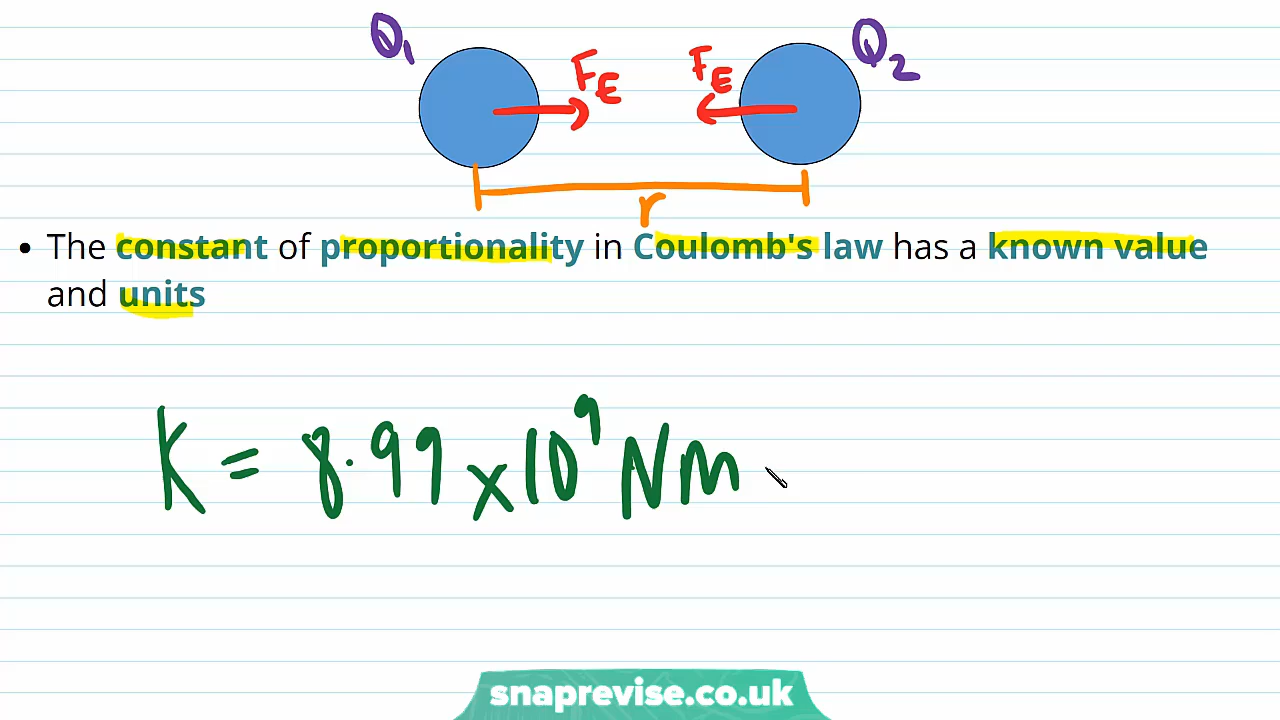 Q1 FE FE Q2
r
• The constant of proportionality in Coulomb's law has a known value
and units
K = 8.99 x 10⁹ Nm
snaprevise.co.uk